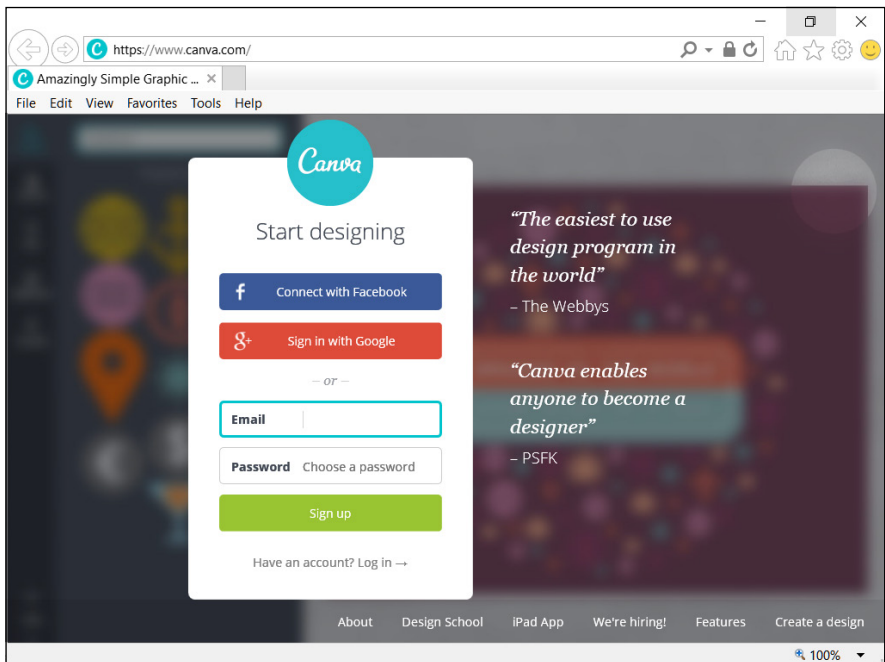 https://www.canva.com/
Amazingly Simple Graphic ...
File Edit View Favorites Tools Help
Canva
Start designing
f Connect with Facebook
g+ Sign in with Google
– or –
Email
Password Choose a password
Sign up
Have an account? Log in →
“The easiest to use
design program in
the world”
– The Webbys
“Canva enables
anyone to become a
designer”
– PSFK
About Design School iPad App We're hiring! Features Create a design
100%